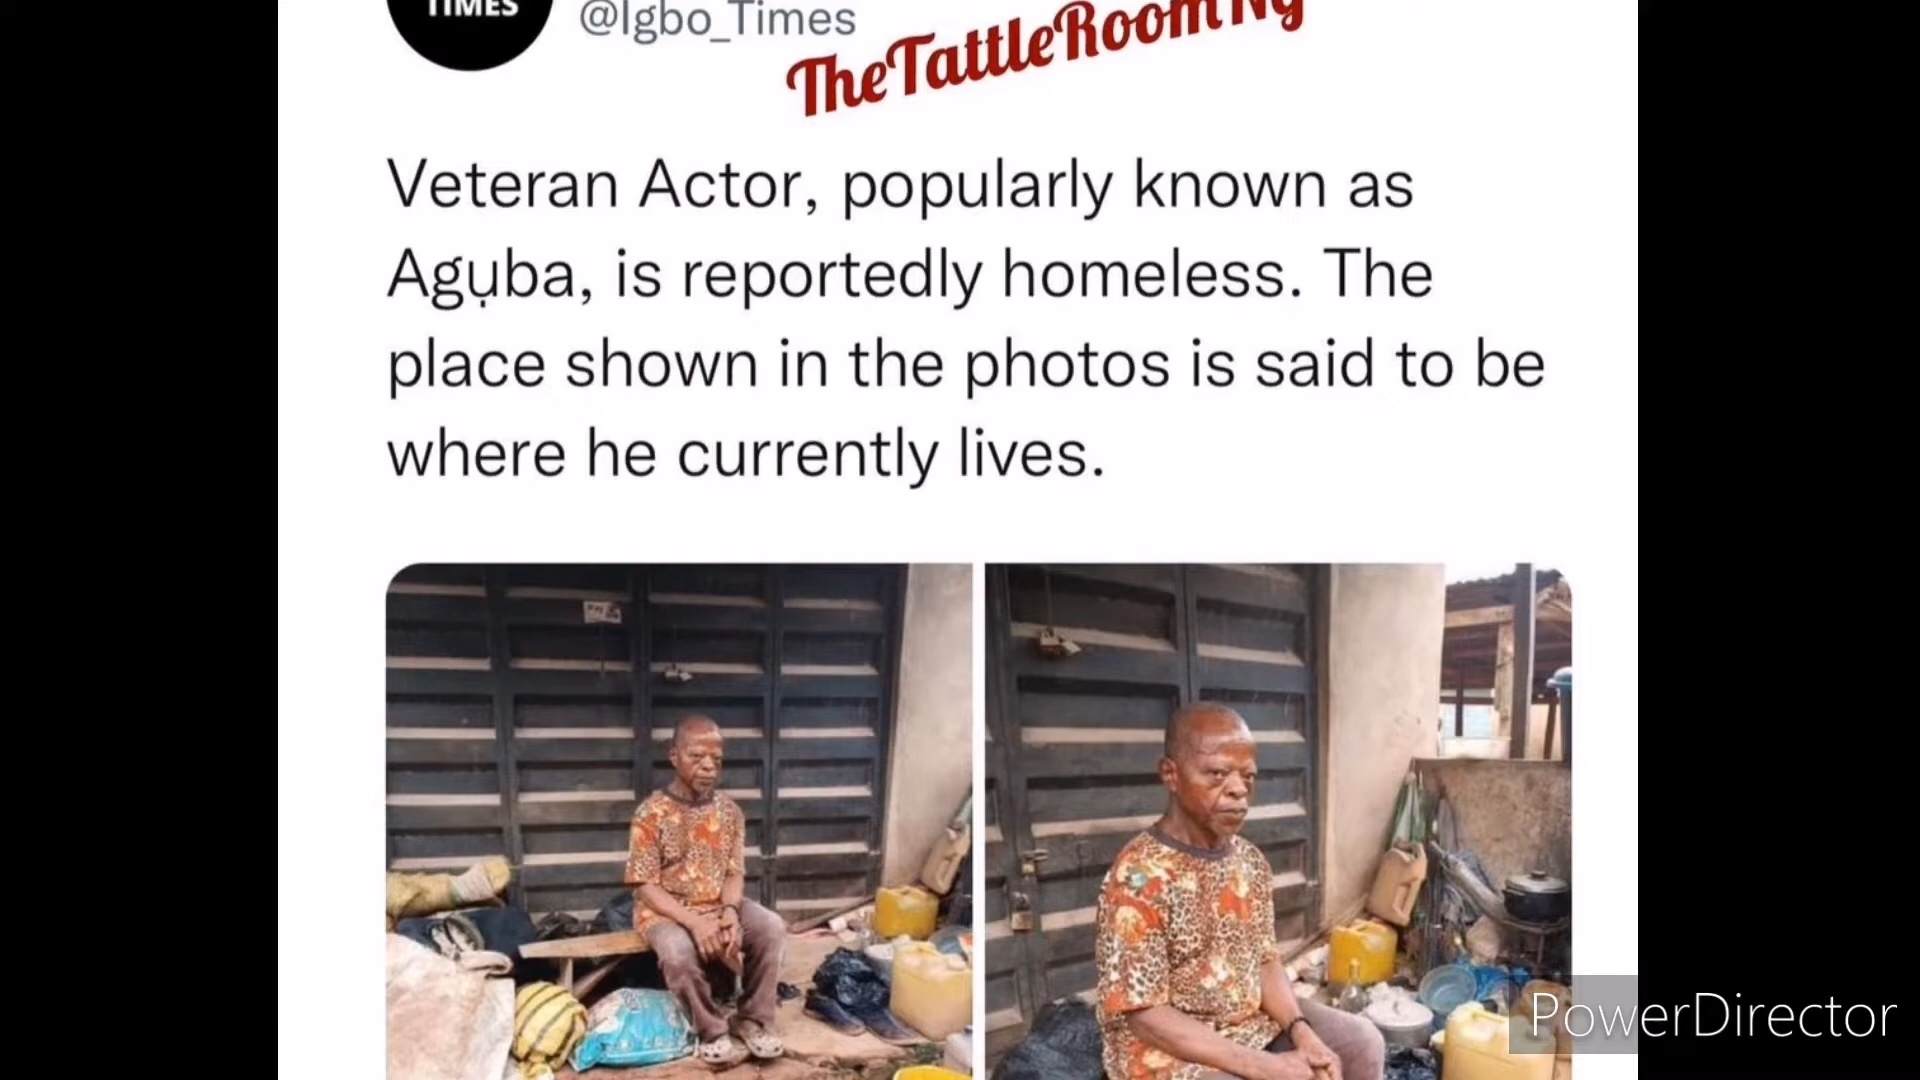 TIMES
@Igbo_Times
TheTattleRoomNg
Veteran Actor, popularly known as
Agụba, is reportedly homeless. The
place shown in the photos is said to be
where he currently lives.
PowerDirector